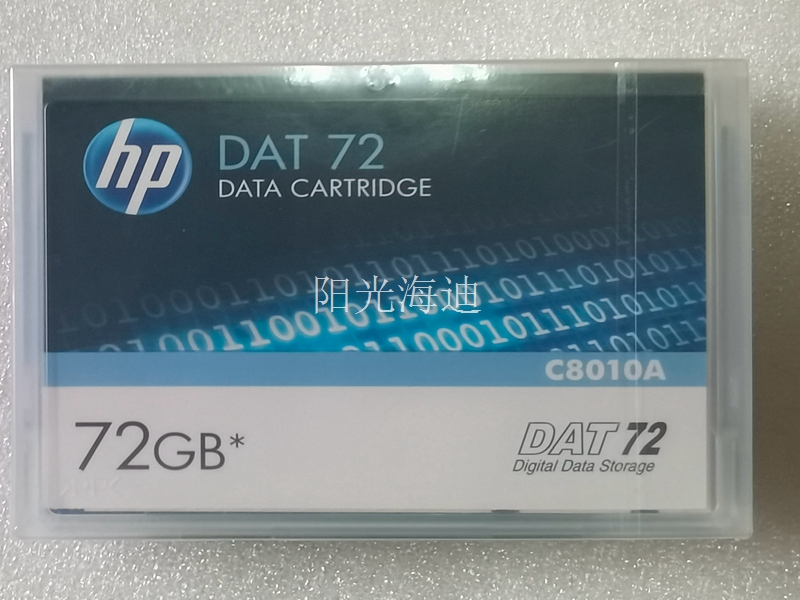 hp
DAT 72
DATA CARTRIDGE
阳光海迪
C8010A
72GB*
DAT 72
Digital Data Storage